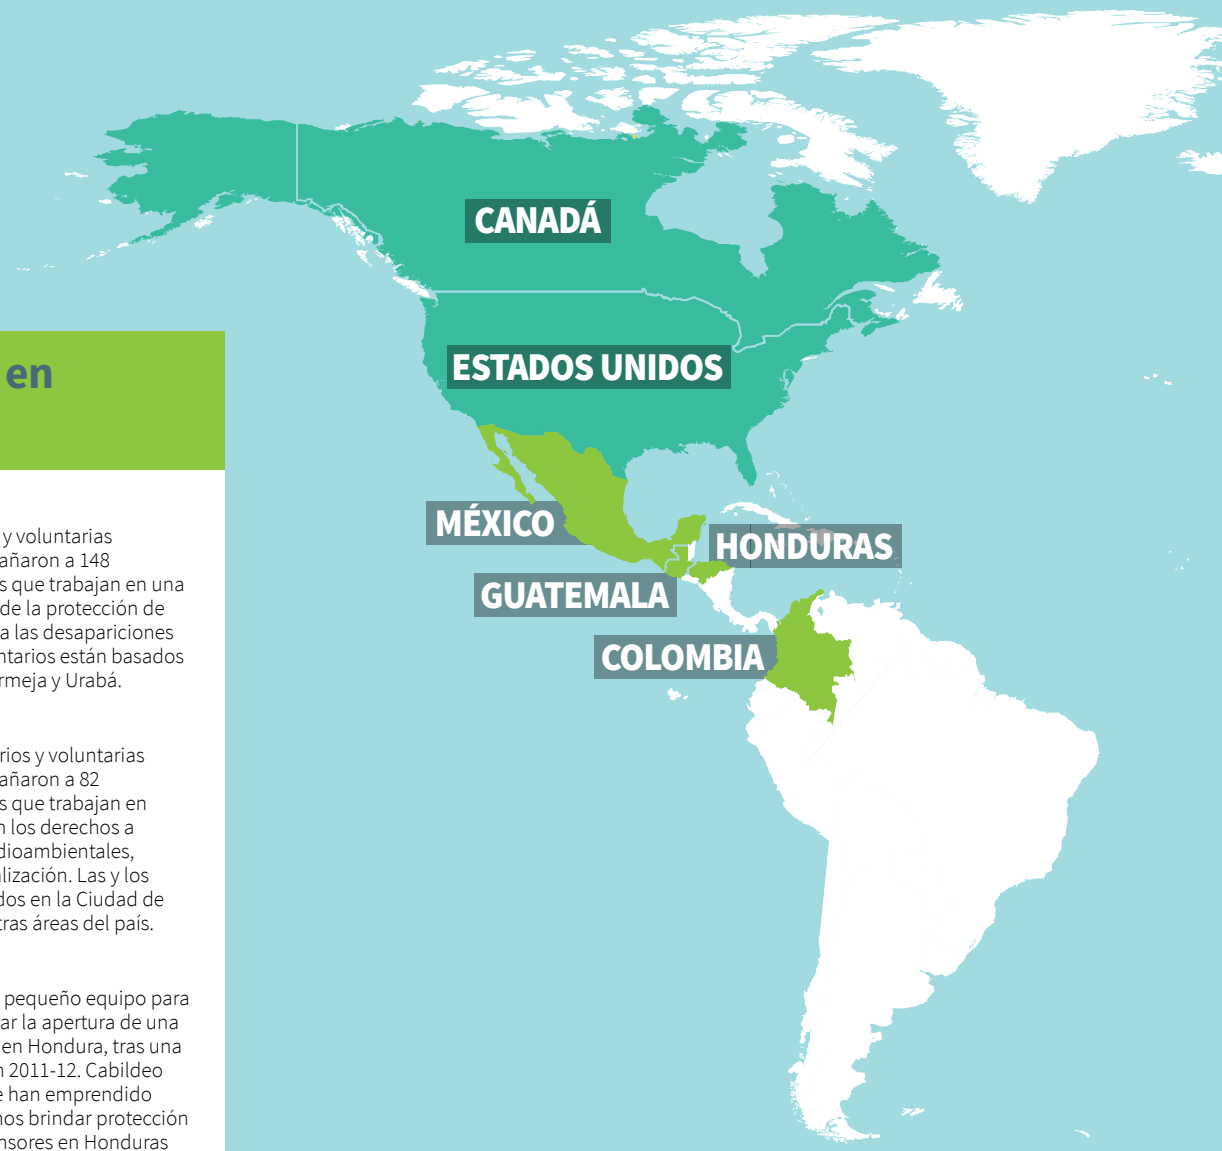 en
y voluntarias
añaron a 148
s que trabajan en una
de la protección de
a las desapariciones
ntarios están basados
rmeja y Urabá.
rios y voluntarias
añaron a 82
s que trabajan en
n los derechos a
dioambientales,
lización. Las y los
dos en la Ciudad de
tras áreas del país.
pequeño equipo para
ar la apertura de una
en Hondura, tras una
n 2011-12. Cabildeo
e han emprendido
nos brindar protección
nsores en Honduras
CANADÁ
ESTADOS UNIDOS
MÉXICO
HONDURAS
GUATEMALA
COLOMBIA